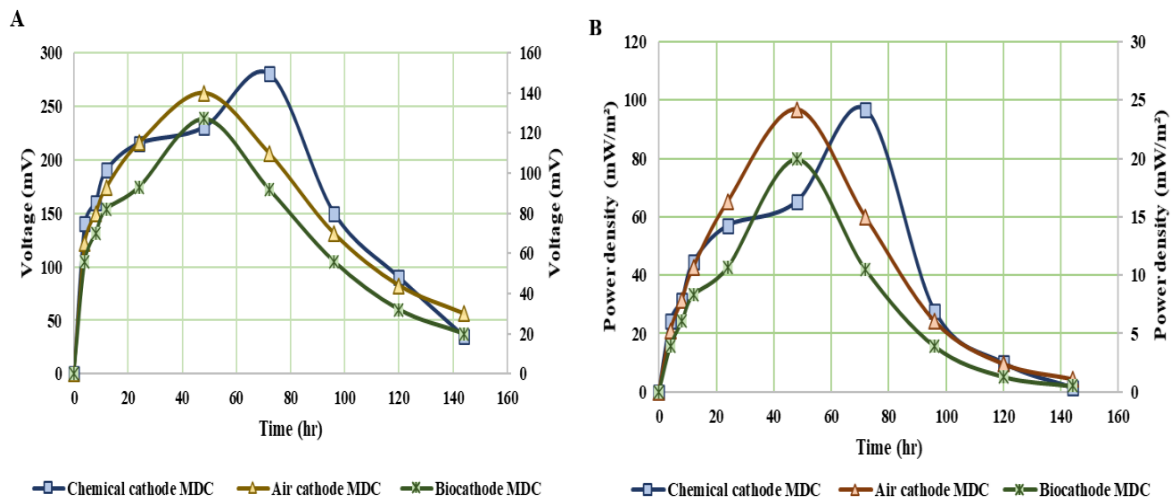 A
Voltage (mV)
300
250
200
150
100
50
0
160
140
120
100
80
60
40
20
0
Voltage (mV)
0 20 40 60 80 100 120 140 160
Time (hr)
Chemical cathode MDC Air cathode MDC Biocathode MDC
B
Power density (mW/m²)
120
100
80
60
40
20
0
30
25
20
15
10
5
0
Power density (mW/m²)
0 20 40 60 80 100 120 140 160
Time (hr)
Chemical cathode MDC Air cathode MDC Biocathode MDC